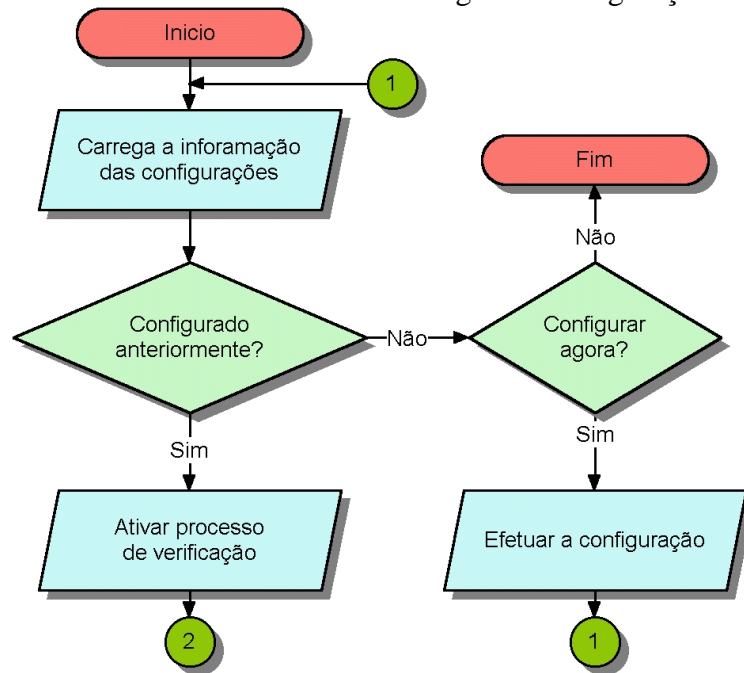 Inicio
1
Carrega a inforamação
das configurações
Fim
Não
Configurado
anteriormente?
Não
Configurar
agora?
Sim
Sim
Ativar processo
de verificação
Efetuar a configuração
2
1